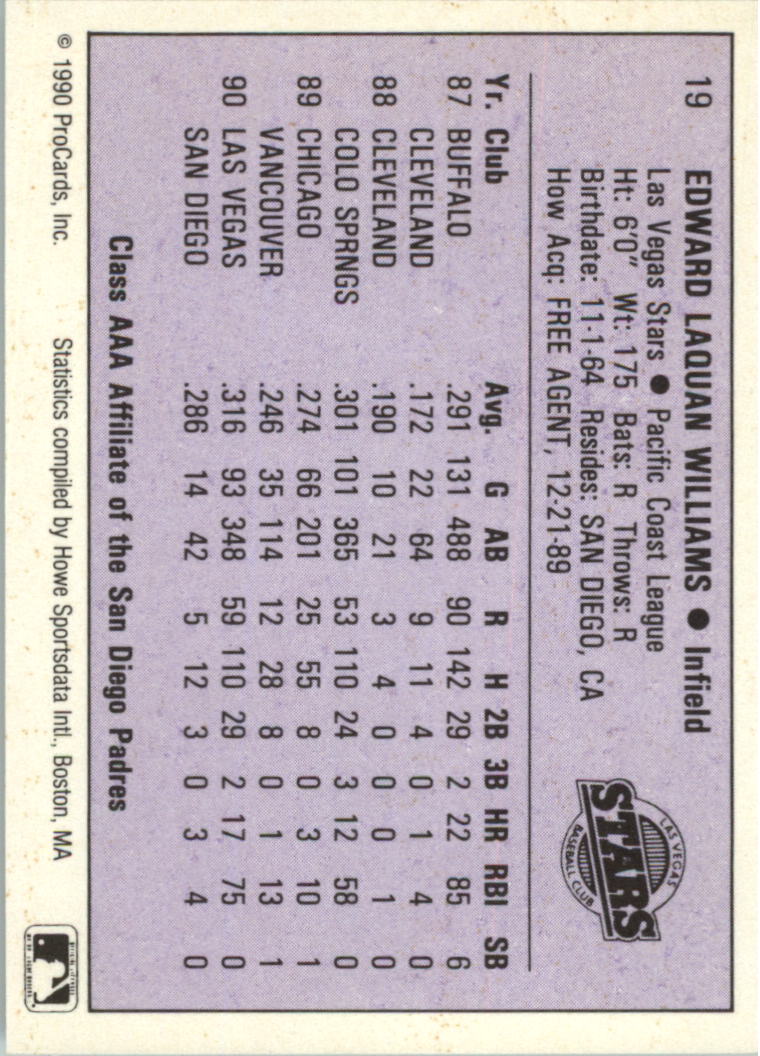 19 EDWARD LAQUAN WILLIAMS ● Infield
Las Vegas Stars ● Pacific Coast League
Ht: 6'0" Wt: 175 Bats: R Throws: R
Birthdate: 11-1-64 Resides: SAN DIEGO, CA
How Acq: FREE AGENT, 12-21-89
LAS VEGAS
STARS
BASEBALL CLUB
Yr. Club Avg. G AB R H 2B 3B HR RBI SB
87 BUFFALO .291 131 488 90 142 29 2 22 85 6
CLEVELAND .172 22 64 9 11 4 0 1 4 0
88 CLEVELAND .190 10 21 3 4 0 0 0 1 0
COLO SPRNGS .301 101 365 53 110 24 3 12 58 0
89 CHICAGO .274 66 201 25 55 8 0 3 10 1
VANCOUVER .246 35 114 12 28 8 0 1 13 1
90 LAS VEGAS .316 93 348 59 110 29 2 17 75 0
SAN DIEGO .286 14 42 5 12 3 0 3 4 0
Class AAA Affiliate of the San Diego Padres
© 1990 ProCards, Inc. Statistics compiled by Howe Sportsdata Intl., Boston, MA